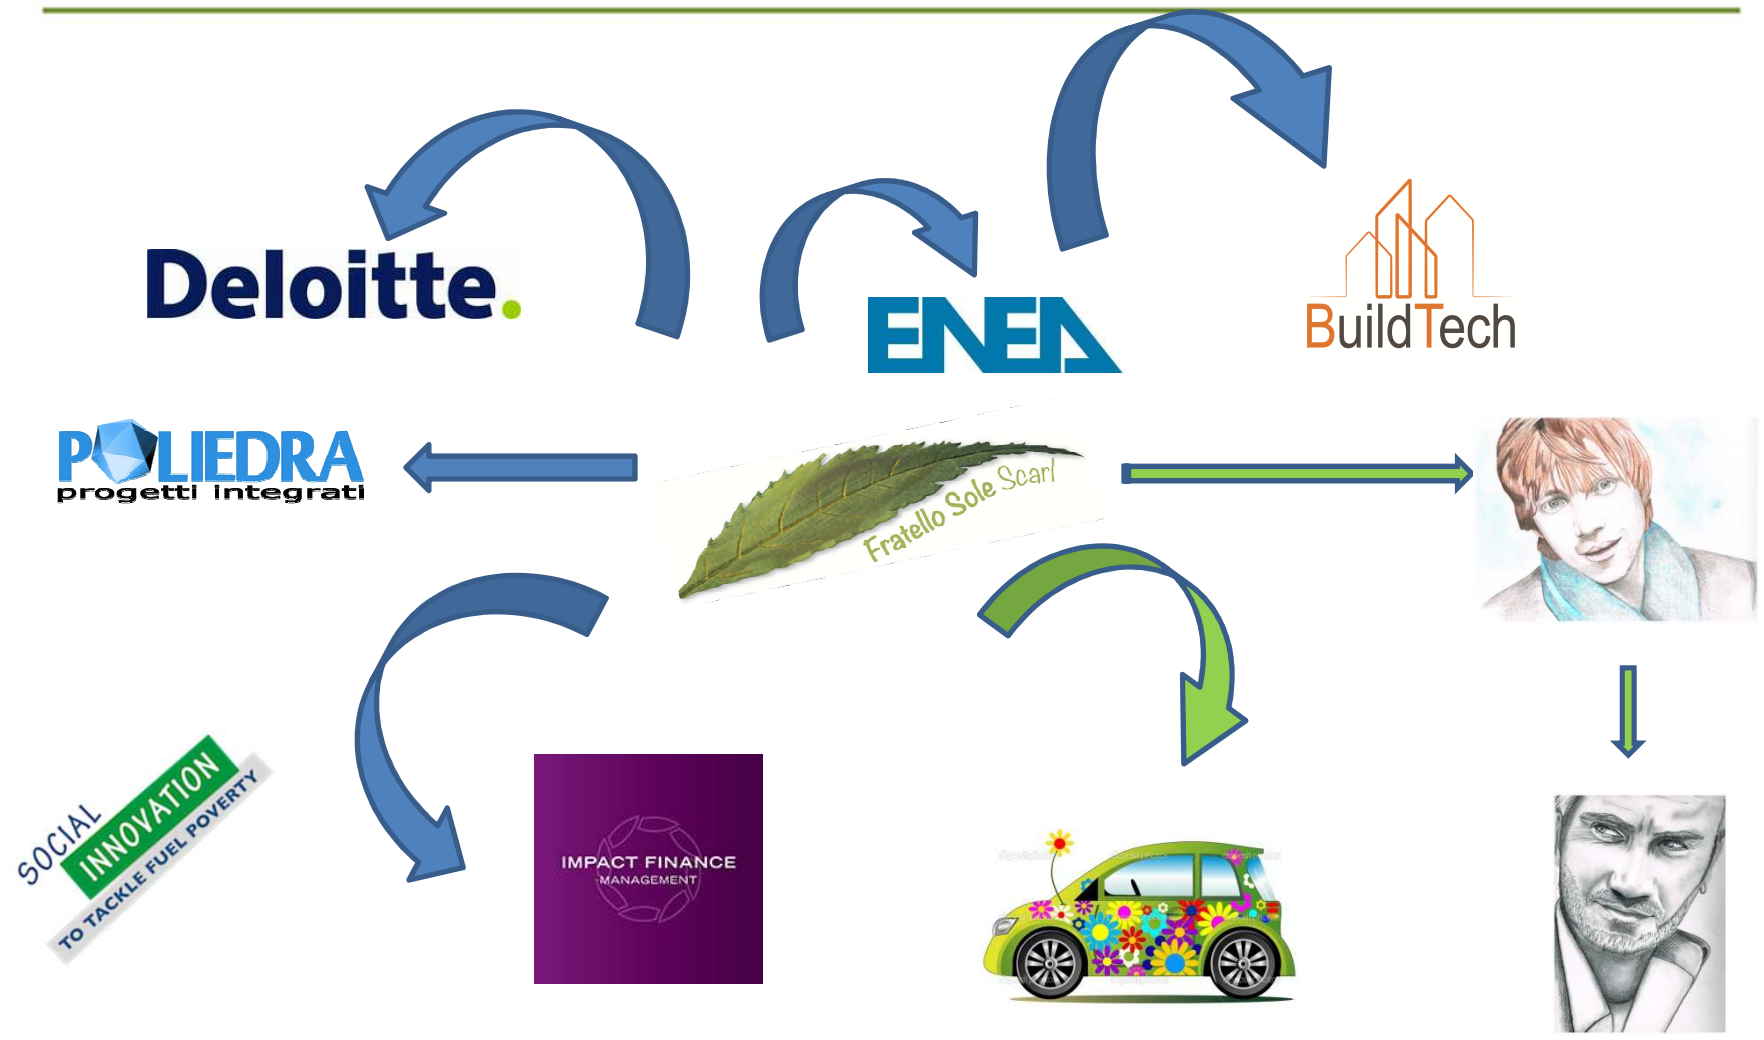 Deloitte.
ENEA
BuildTech
POLIEDRA
progetti integrati
Fratello Sole Scarl
SOCIAL
INNOVATION
TO TACKLE FUEL POVERTY
IMPACT FINANCE
MANAGEMENT